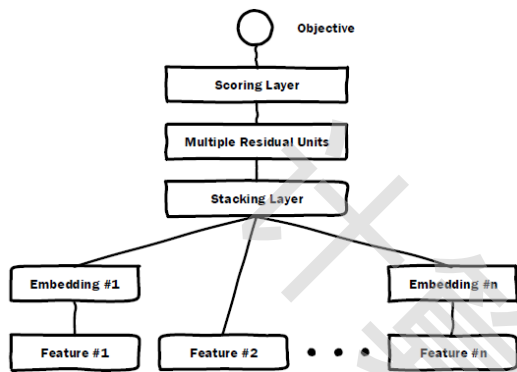 Objective
Scoring Layer
Multiple Residual Units
Stacking Layer
Embedding #1
Embedding #n
Feature #1
Feature #2
Feature #n